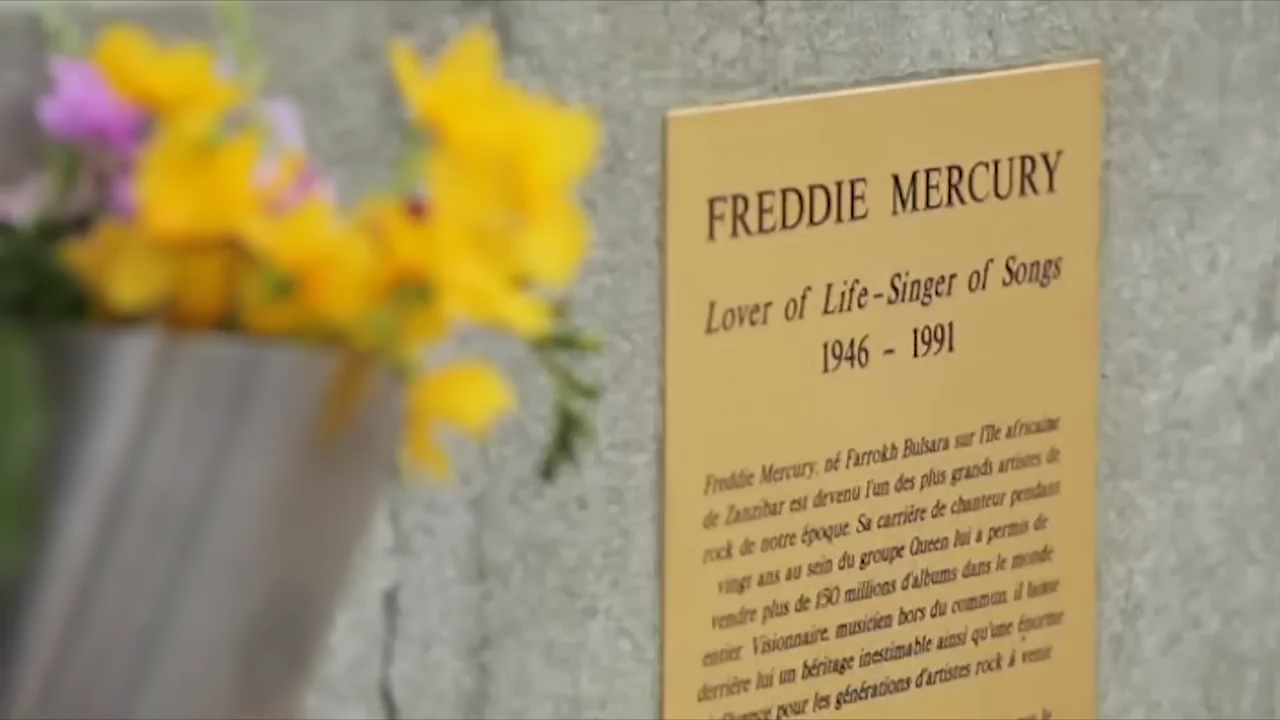 FREDDIE MERCURY
Lover of Life-Singer of Songs
1946 - 1991
Freddie Mercury, né Farrokh Bulsara sur l'île africaine
de Zanzibar est devenu l'un des plus grands artistes de
rock de notre époque. Sa carrière de chanteur pendant
vingt ans au sein du groupe Queen lui a permis de
vendre plus de 150 millions d'albums dans le monde
entier. Visionnaire, musicien hors du commun, il laisse
derrière lui un héritage inestimable ainsi qu'une énorme
pour les générations d'artistes rock à venir